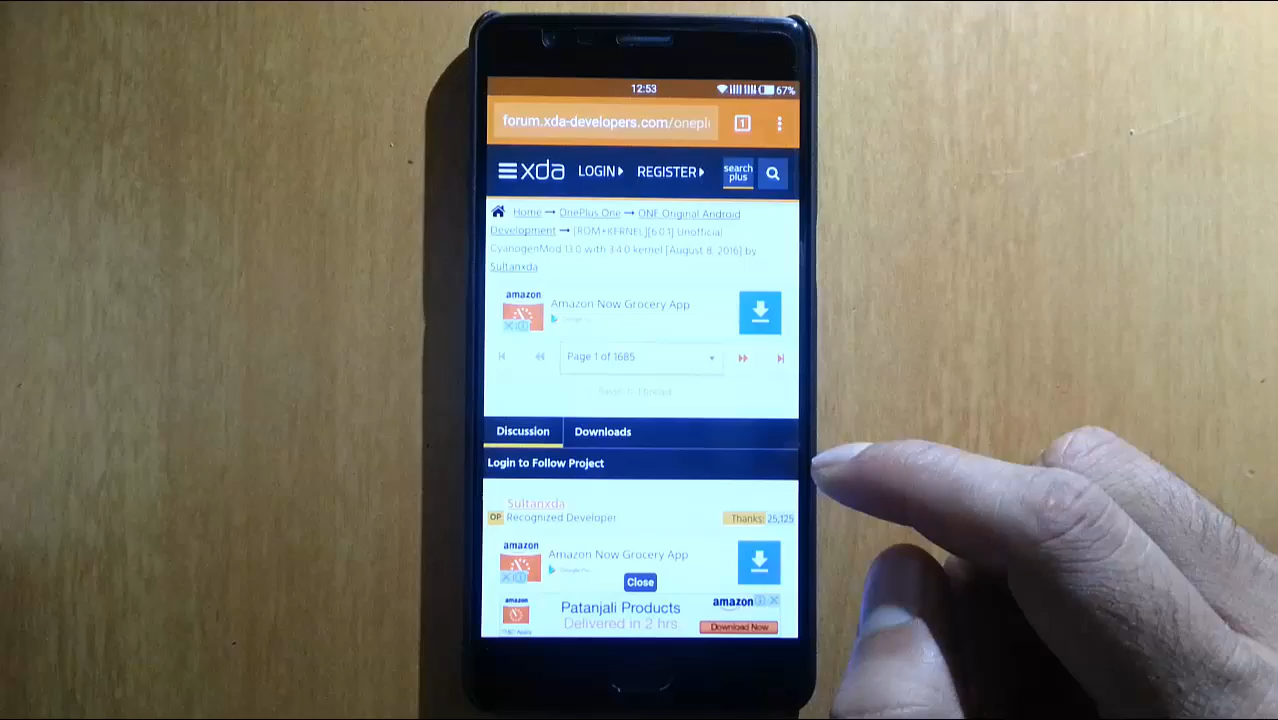 12:53
67%
forum.xda-developers.com/onepl
1
xda LOGIN REGISTER search plus
Home → OnePlus One → ONE Original Android
Development → [ROM+KERNEL][6.0.1] Unofficial
CyanogenMod 13.0 with 3.4.0 kernel [August 8, 2016] by
Sultanxda
amazon
Amazon Now Grocery App
Page 1 of 1685
Search Thread
Discussion Downloads
Login to Follow Project
Sultanxda
OP Recognized Developer Thanks: 25,125
amazon
Amazon Now Grocery App
Close
amazon
Patanjali Products
Delivered in 2 hrs.
amazon
Download Now